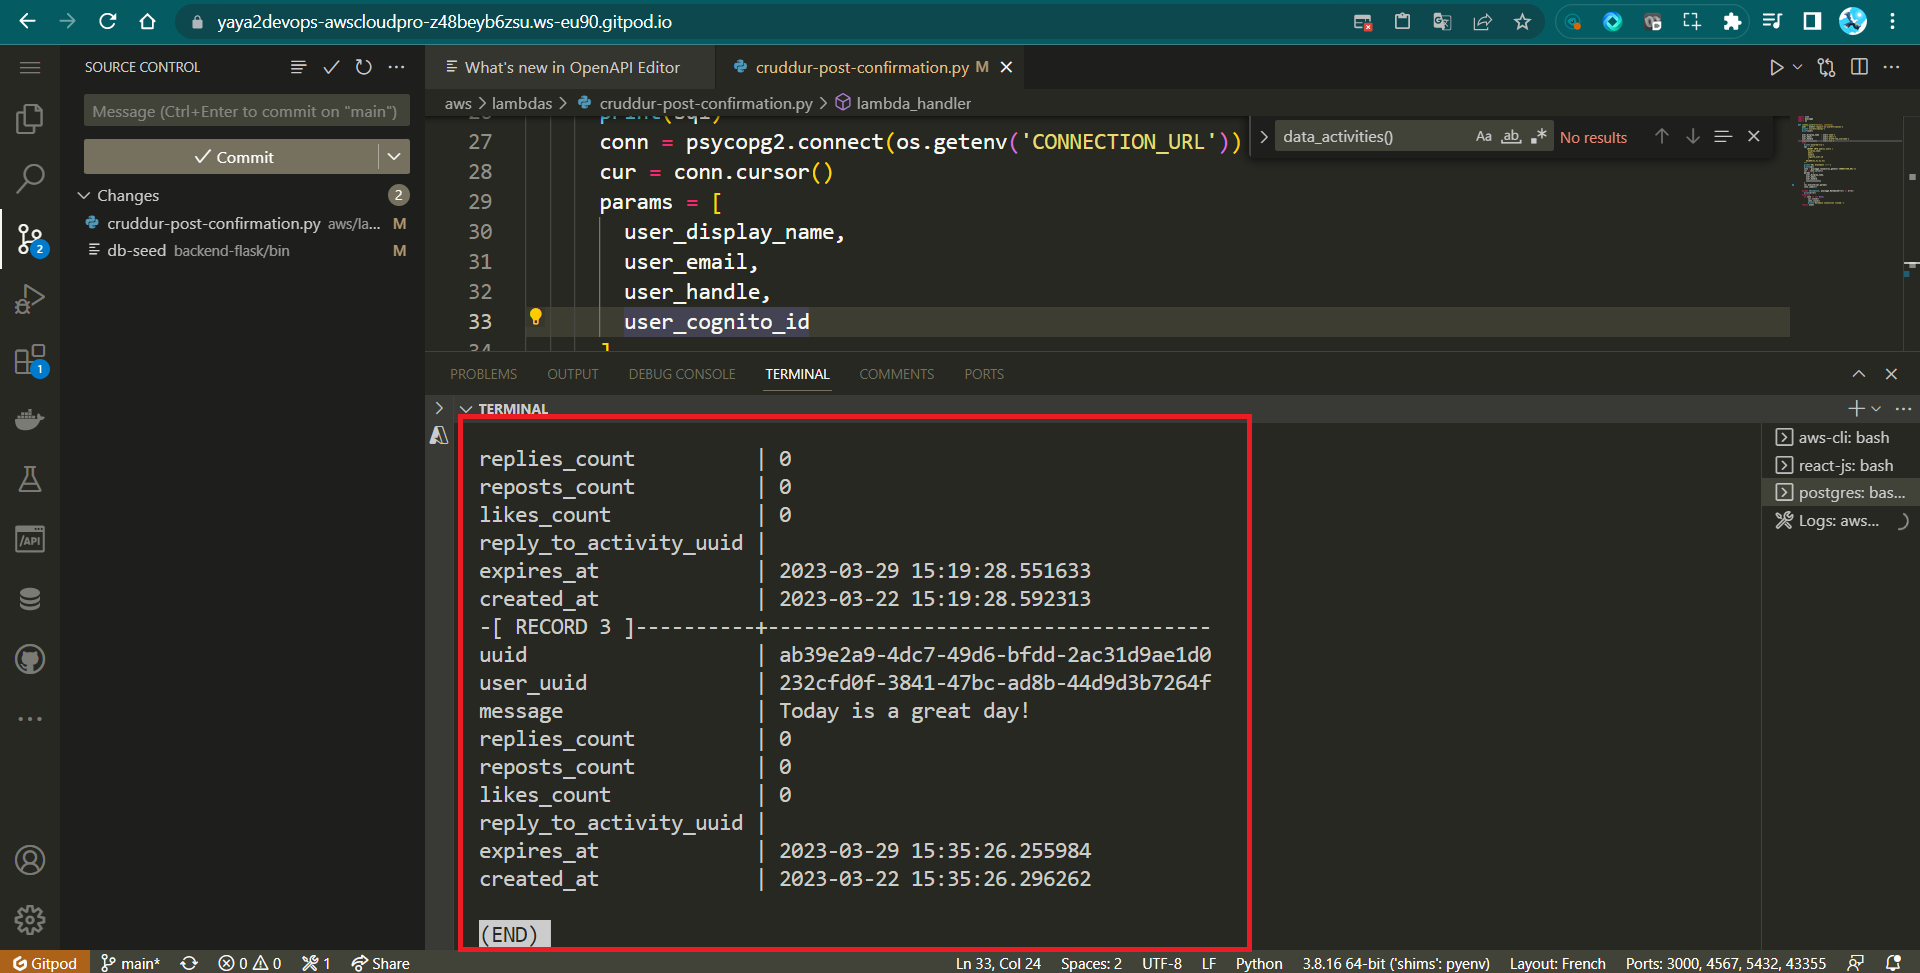 yaya2devops-awscloudpro-z48beyb6zsu.ws-eu90.gitpod.io
SOURCE CONTROL
Message (Ctrl+Enter to commit on "main")
Commit
Changes
2
cruddur-post-confirmation.py aws/la... M
db-seed backend-flask/bin M
2
1
/API
What's new in OpenAPI Editor
cruddur-post-confirmation.py M
aws > lambdas > cruddur-post-confirmation.py > lambda_handler
data_activities()
Aa
ab
No results
27 conn = psycopg2.connect(os.getenv('CONNECTION_URL'))
28 cur = conn.cursor()
29 params = [
30 user_display_name,
31 user_email,
32 user_handle,
33 user_cognito_id
34 ]
PROBLEMS OUTPUT DEBUG CONSOLE TERMINAL COMMENTS PORTS
TERMINAL
replies_count | 0
reposts_count | 0
likes_count | 0
reply_to_activity_uuid |
expires_at | 2023-03-29 15:19:28.551633
created_at | 2023-03-22 15:19:28.592313
-[ RECORD 3 ]----------+-------------------------------------
uuid | ab39e2a9-4dc7-49d6-bfdd-2ac31d9ae1d0
user_uuid | 232cfd0f-3841-47bc-ad8b-44d9d3b7264f
message | Today is a great day!
replies_count | 0
reposts_count | 0
likes_count | 0
reply_to_activity_uuid |
expires_at | 2023-03-29 15:35:26.255984
created_at | 2023-03-22 15:35:26.296262
(END)
aws-cli: bash
react-js: bash
postgres: bas...
Logs: aws...
Gitpod main* 0 0 1 Share Ln 33, Col 24 Spaces: 2 UTF-8 LF Python 3.8.16 64-bit ('shims': pyenv) Layout: French Ports: 3000, 4567, 5432, 43355